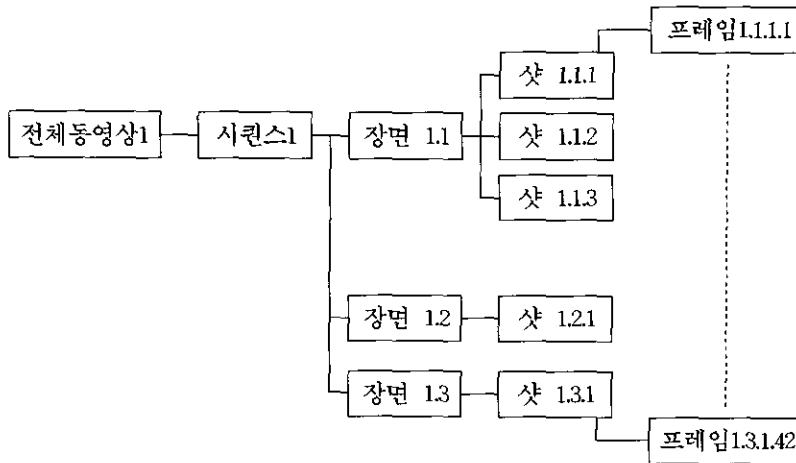 프레임1.1.1.1
샷 1.1.1
전체동영상1
시퀀스1
장면 1.1
샷 1.1.2
샷 1.1.3
장면 1.2
샷 1.2.1
장면 1.3
샷 1.3.1
프레임1.3.1.42